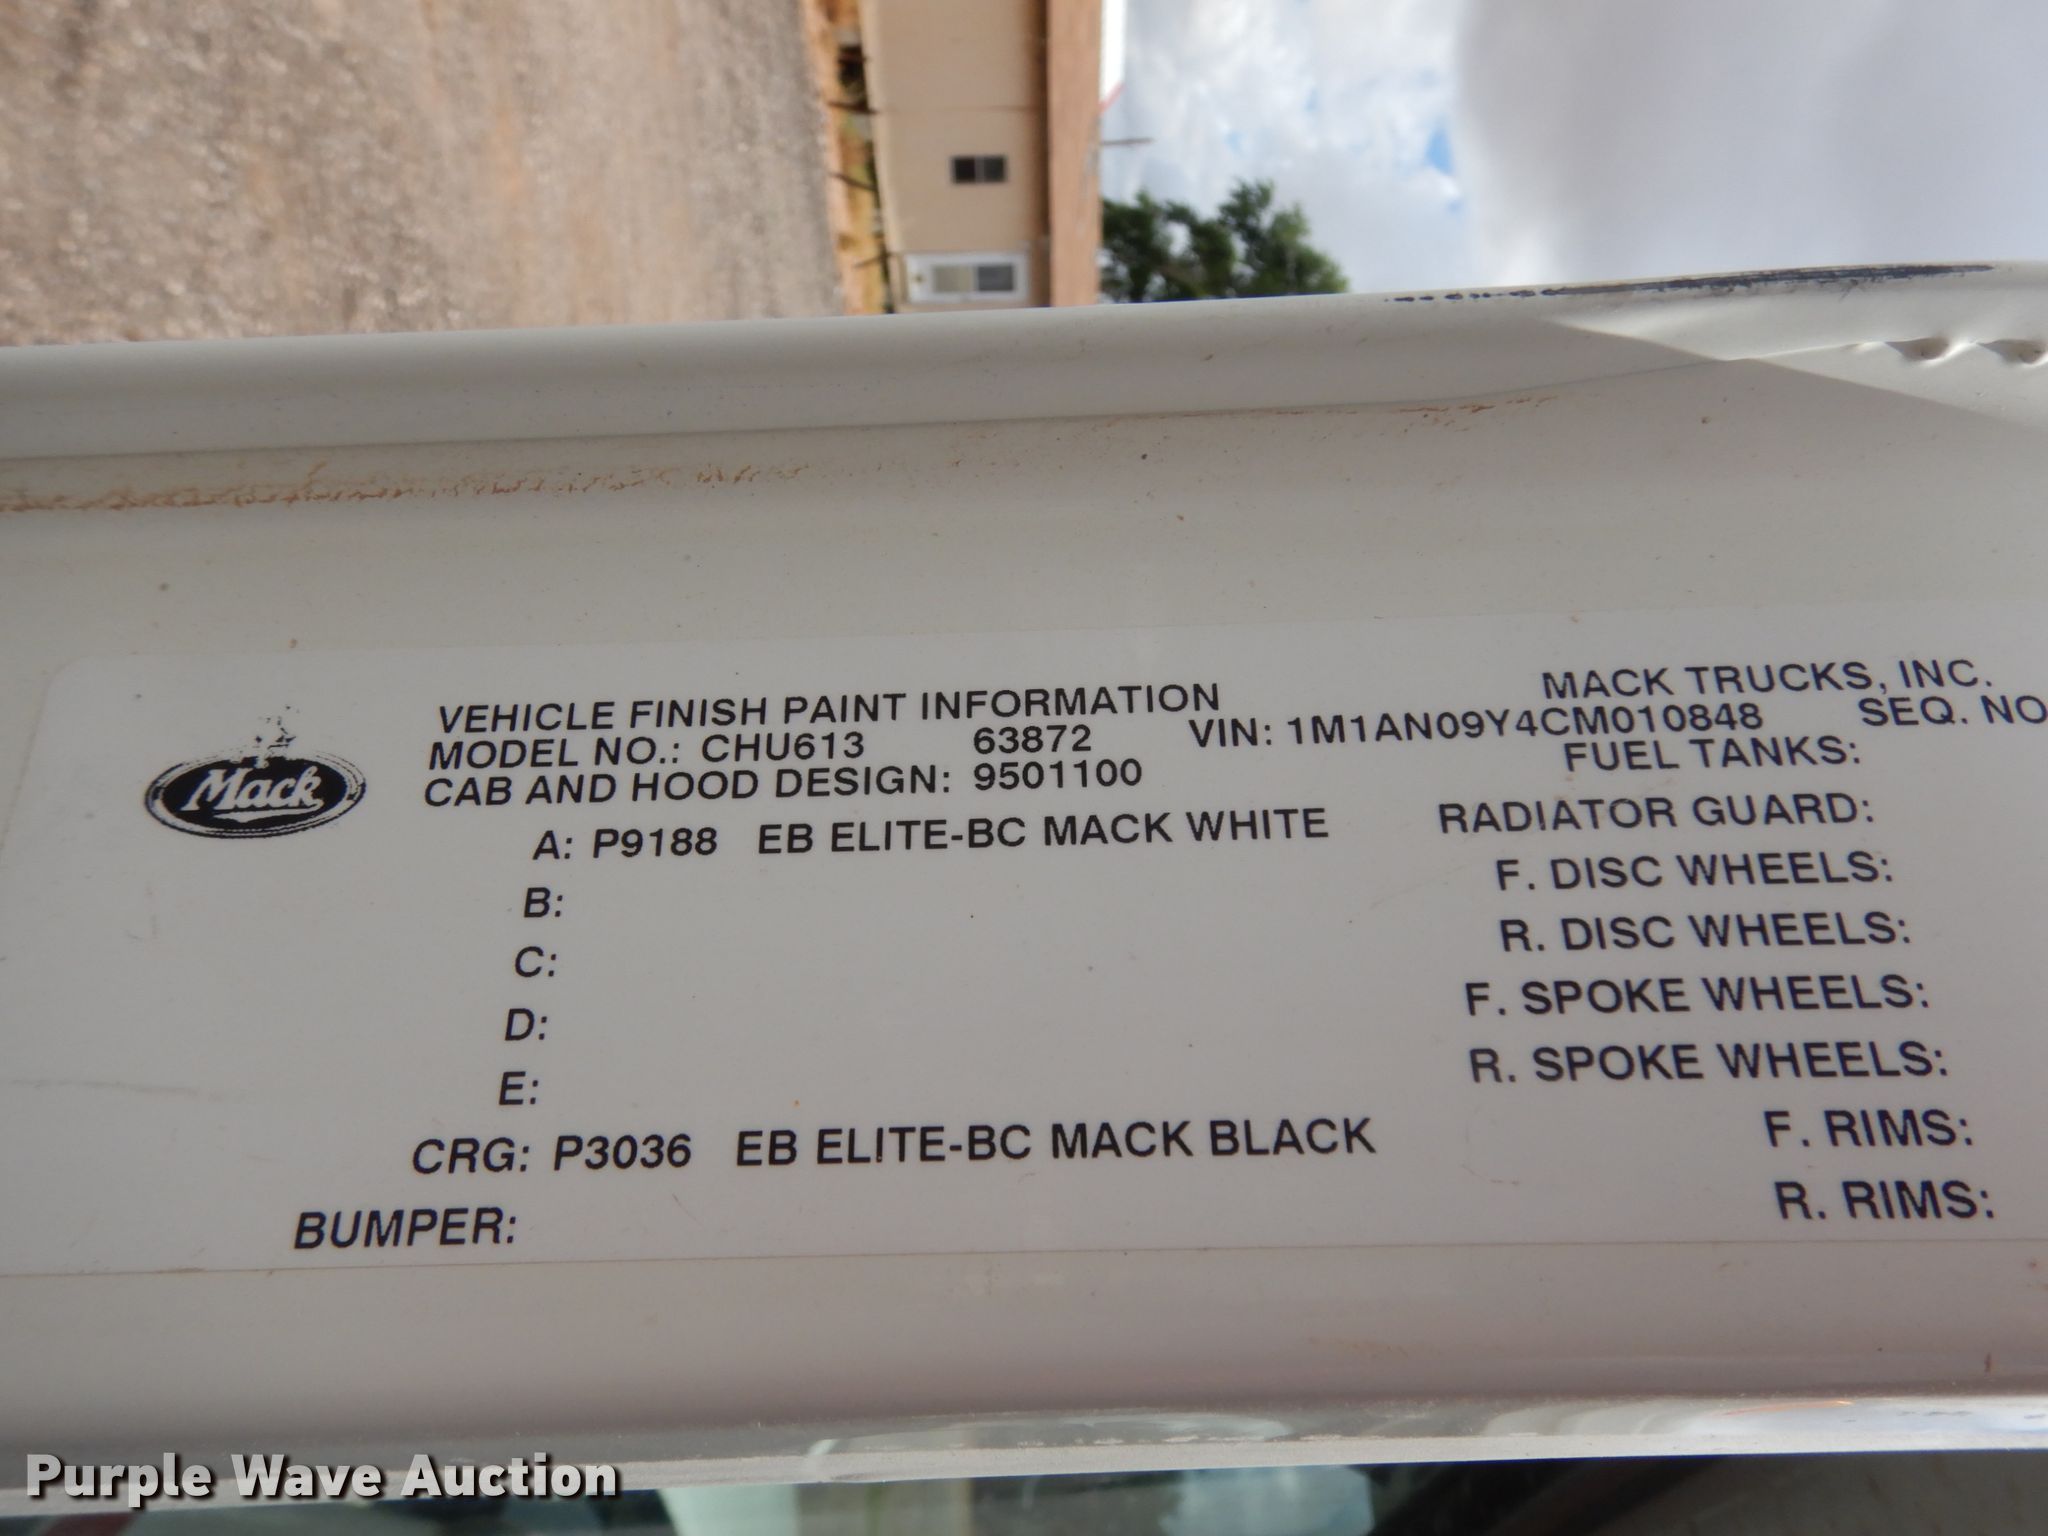 MACK TRUCKS, INC.
VEHICLE FINISH PAINT INFORMATION
MODEL NO.: CHU613 63872 VIN: 1M1AN09Y4CM010848 SEQ. NO
CAB AND HOOD DESIGN: 9501100 FUEL TANKS:
Mack
A: P9188 EB ELITE-BC MACK WHITE RADIATOR GUARD:
B: F. DISC WHEELS:
C: R. DISC WHEELS:
D: F. SPOKE WHEELS:
E: R. SPOKE WHEELS:
CRG: P3036 EB ELITE-BC MACK BLACK F. RIMS:
BUMPER: R. RIMS:
Purple Wave Auction